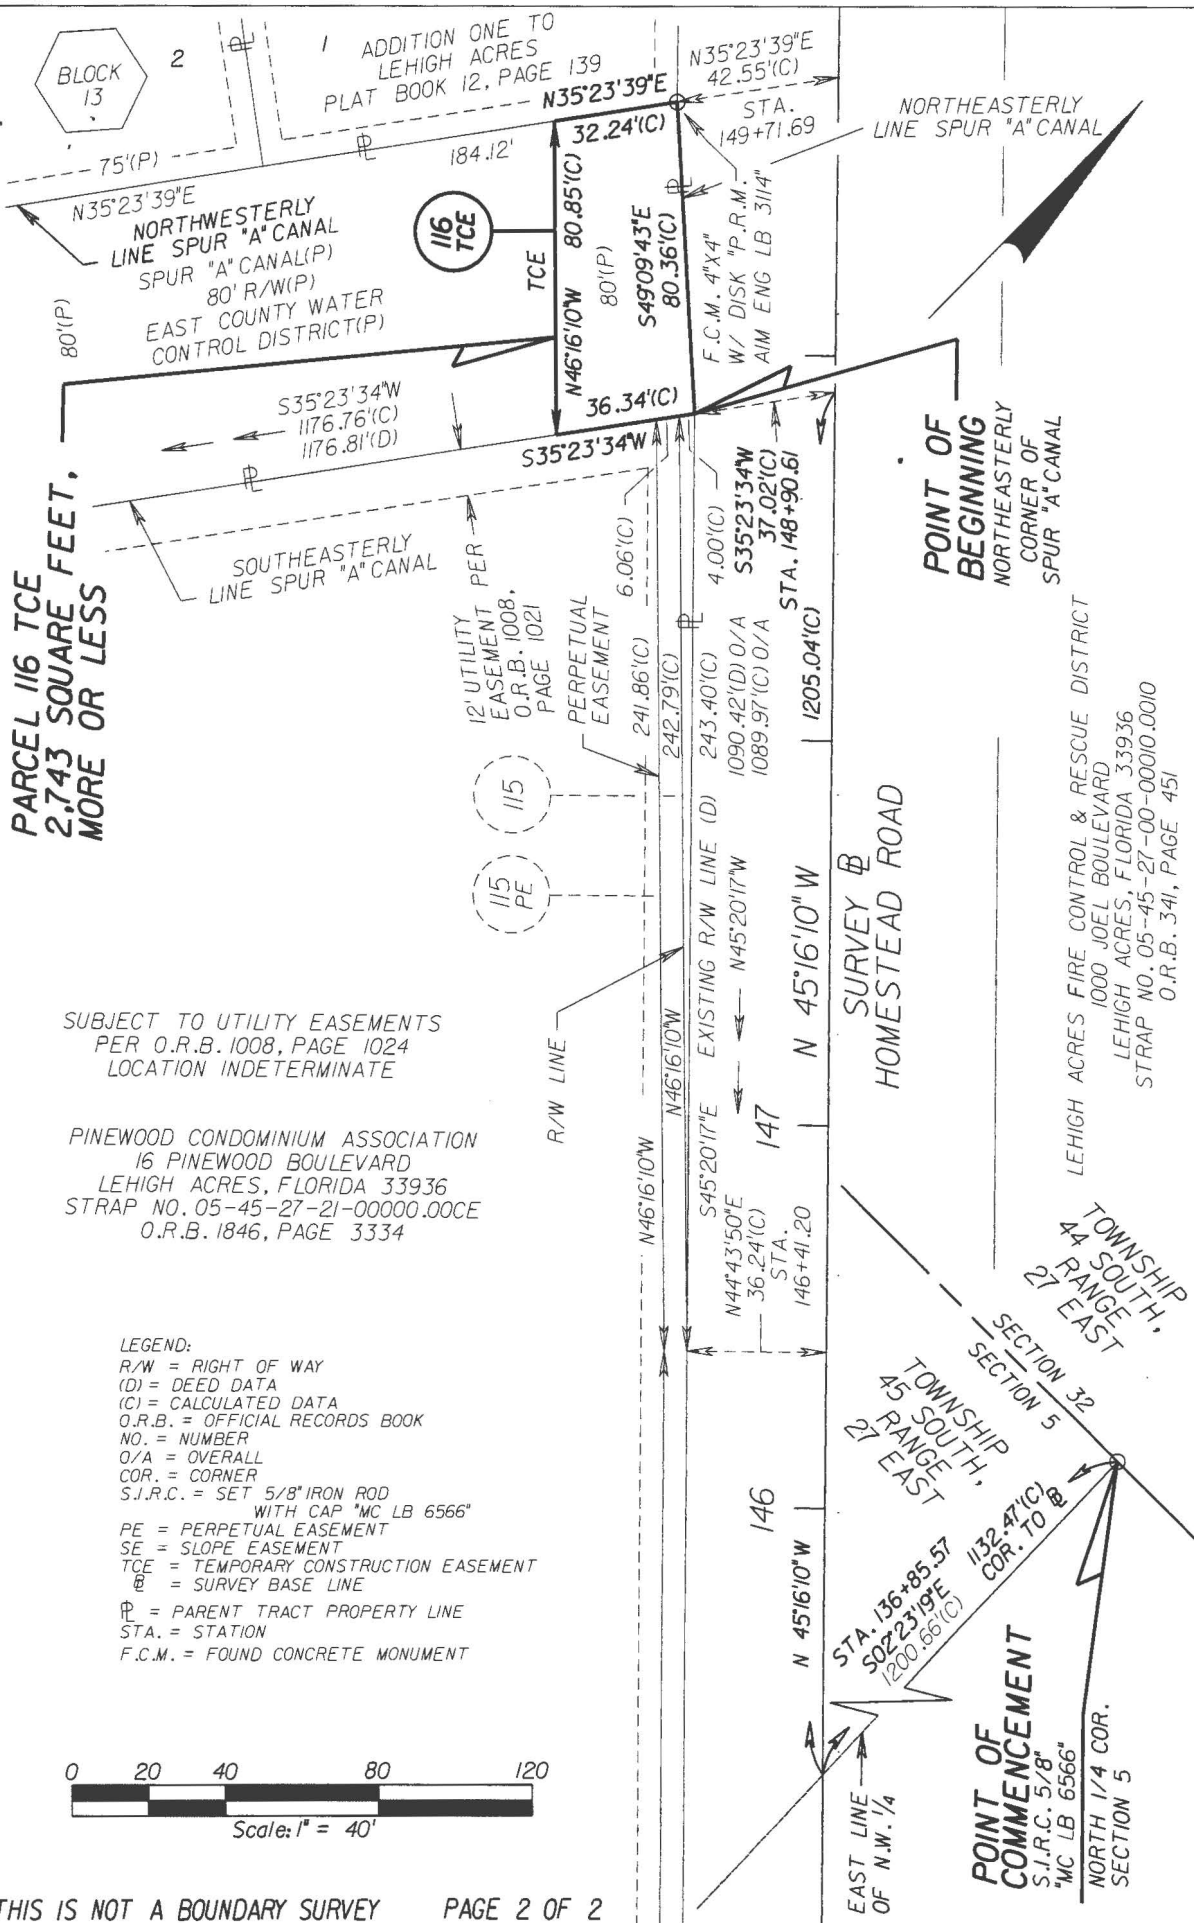 BLOCK
13
2
1
ADDITION ONE TO
LEHIGH ACRES
PLAT BOOK 12, PAGE 139
N35°23'39"E
32.24'(C)
N35°23'39"E
42.55'(C)
STA.
149+71.69
NORTHEASTERLY
LINE SPUR "A" CANAL
75'(P)
184.12'
N35°23'39"E
NORTHWESTERLY
LINE SPUR "A" CANAL
SPUR "A" CANAL(P)
80' R/W(P)
EAST COUNTY WATER
CONTROL DISTRICT(P)
80'(P)
116
TCE
TCE
N46°16'10"W 80.85'(C)
80'(P)
S49°09'43"E
80.36'(C)
F.C.M. 4"X4"
W/ DISK "P.R.M.
AIM ENG LB 3114"
S35°23'34"W
1176.76'(C)
1176.81'(D)
36.34'(C)
S35°23'34"W
SOUTHEASTERLY
LINE SPUR "A" CANAL
PARCEL 116 TCE
2,743 SQUARE FEET,
MORE OR LESS
POINT OF
BEGINNING
NORTHEASTERLY
CORNER OF
SPUR "A" CANAL
12' UTILITY
EASEMENT PER
O.R.B. 1008,
PAGE 1021
PERPETUAL
EASEMENT
6.06'(C)
4.00'(C)
S35°23'34"W
37.02'(C)
STA. 148+90.61
241.86'(C)
242.79'(C)
243.40'(C)
1090.42'(D) O/A
1089.97'(C) O/A
1205.04'(C)
115
115
PE
EXISTING R/W LINE (D)
N45°20'17"W
S45°20'17"E
N 45°16'10"W
SURVEY B
HOMESTEAD ROAD
R/W LINE
N46°16'10"W
N46°16'10"W
147
LEHIGH ACRES FIRE CONTROL & RESCUE DISTRICT
1000 JOEL BOULEVARD
LEHIGH ACRES, FLORIDA 33936
STRAP NO. 05-45-27-00-00010.0010
O.R.B. 341, PAGE 451
SUBJECT TO UTILITY EASEMENTS
PER O.R.B. 1008, PAGE 1024
LOCATION INDETERMINATE
PINEWOOD CONDOMINIUM ASSOCIATION
16 PINEWOOD BOULEVARD
LEHIGH ACRES, FLORIDA 33936
STRAP NO. 05-45-27-21-00000.00CE
O.R.B. 1846, PAGE 3334
N44°43'50"E
36.24'(C)
STA.
146+41.20
TOWNSHIP
44 SOUTH,
RANGE
27 EAST
SECTION 32
SECTION 5
TOWNSHIP
45 SOUTH,
RANGE
27 EAST
146
N 45°16'10"W
STA. 136+85.57
S02°23'19"E
1200.66'(C)
1132.47'(C)
COR. TO B
EAST LINE
OF N.W. 1/4
POINT OF
COMMENCEMENT
S.I.R.C. 5/8"
"MC LB 6566"
NORTH 1/4 COR.
SECTION 5
LEGEND:
R/W = RIGHT OF WAY
(D) = DEED DATA
(C) = CALCULATED DATA
O.R.B. = OFFICIAL RECORDS BOOK
NO. = NUMBER
O/A = OVERALL
COR. = CORNER
S.I.R.C. = SET 5/8" IRON ROD
WITH CAP "MC LB 6566"
PE = PERPETUAL EASEMENT
SE = SLOPE EASEMENT
TCE = TEMPORARY CONSTRUCTION EASEMENT
B = SURVEY BASE LINE
PL = PARENT TRACT PROPERTY LINE
STA. = STATION
F.C.M. = FOUND CONCRETE MONUMENT
0 20 40 80 120
Scale: 1" = 40'
THIS IS NOT A BOUNDARY SURVEY PAGE 2 OF 2